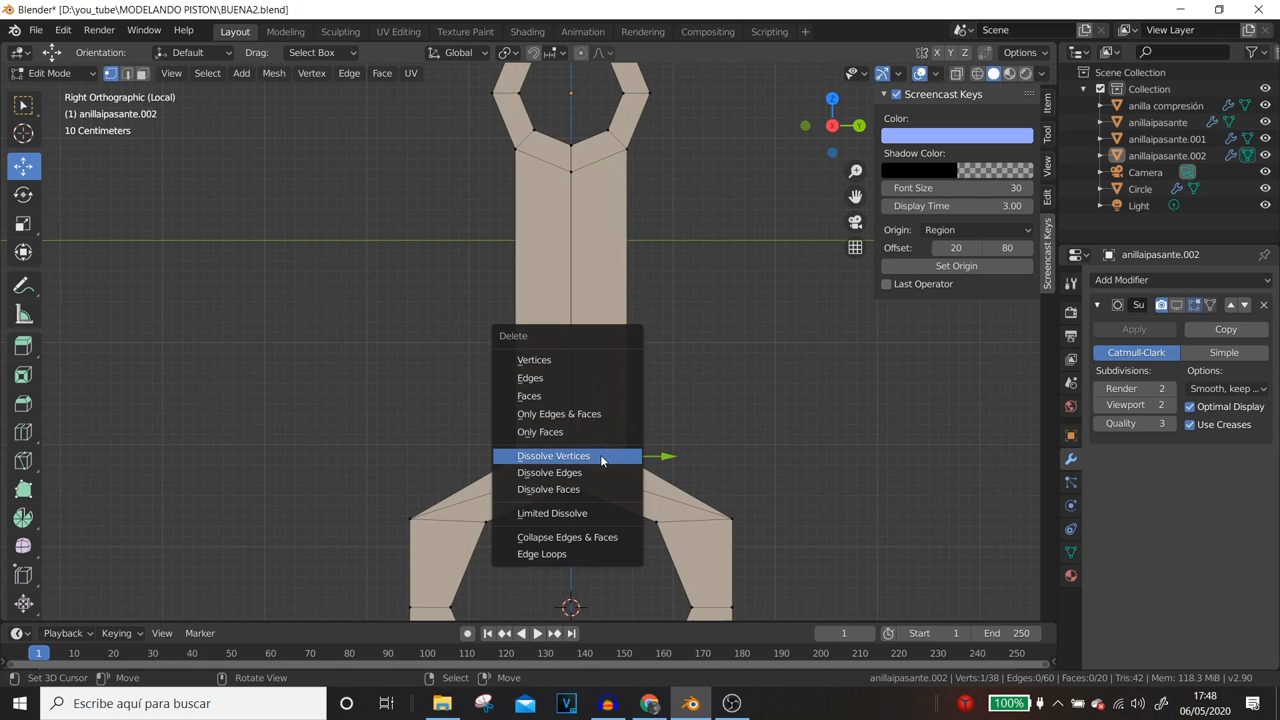 Blender* [D:\you_tube\MODELANDO PISTON\BUENA2.blend]
File Edit Render Window Help Layout Modeling Sculpting UV Editing Texture Paint Shading Animation Rendering Compositing Scripting + Scene View Layer
Orientation: Default Drag: Select Box Global X Y Z Options
Edit Mode View Select Add Mesh Vertex Edge Face UV
Right Orthographic (Local)
(1) anillaipasante.002
10 Centimeters
Z
Y
X
Screencast Keys
Color:
Shadow Color:
Font Size 30
Display Time 3.00
Origin: Region
Offset: 20 80
Set Origin
Last Operator
Item
Tool
View
Edit
Screencast Keys
Scene Collection
Collection
anilla compresión
anillaipasante
anillaipasante.001
anillaipasante.002
Camera
Circle
Light
anillaipasante.002
Add Modifier
Su
Apply Copy
Catmull-Clark Simple
Subdivisions: Options:
Render 2 Smooth, keep ...
Viewport 2 Optimal Display
Quality 3 Use Creases
Delete
Vertices
Edges
Faces
Only Edges & Faces
Only Faces
Dissolve Vertices
Dissolve Edges
Dissolve Faces
Limited Dissolve
Collapse Edges & Faces
Edge Loops
Playback Keying View Marker 1 Start 1 End 250
1 10 20 30 40 50 60 70 80 90 100 110 120 130 140 150 160 170 180 190 200 210 220 230 240 250
Set 3D Cursor Move Rotate View Select Move anillaipasante.002 | Verts:1/38 | Edges:0/60 | Faces:0/20 | Tris:42 | Mem: 118.3 MiB | v2.90
Escribe aquí para buscar
100%
17:48
06/05/2020